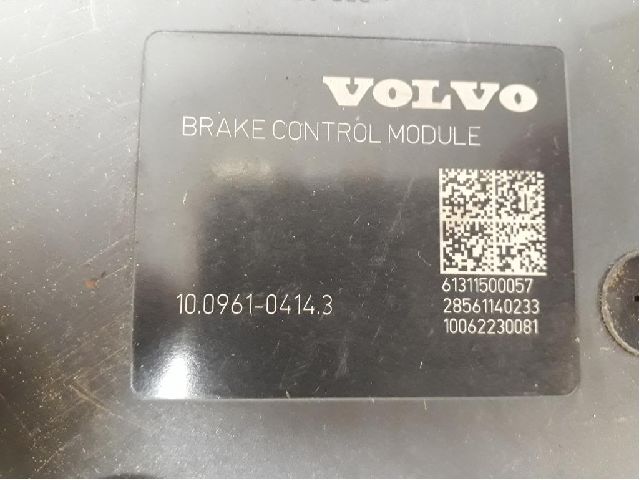 VOLVO
BRAKE CONTROL MODULE
61311500057
10.0961-0414.3
28561140233
10062230081